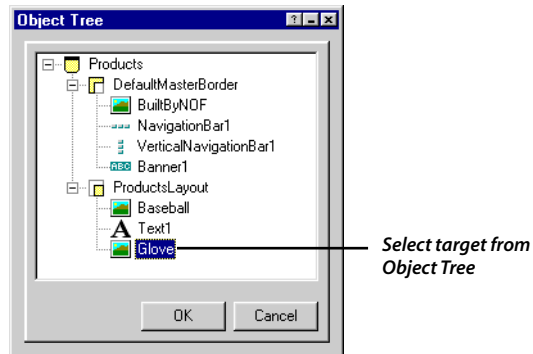 Object Tree
Products
DefaultMasterBorder
BuiltByNOF
NavigationBar1
VerticalNavigationBar1
ABC Banner1
ProductsLayout
Baseball
A Text1
Glove
Select target from
Object Tree
OK Cancel